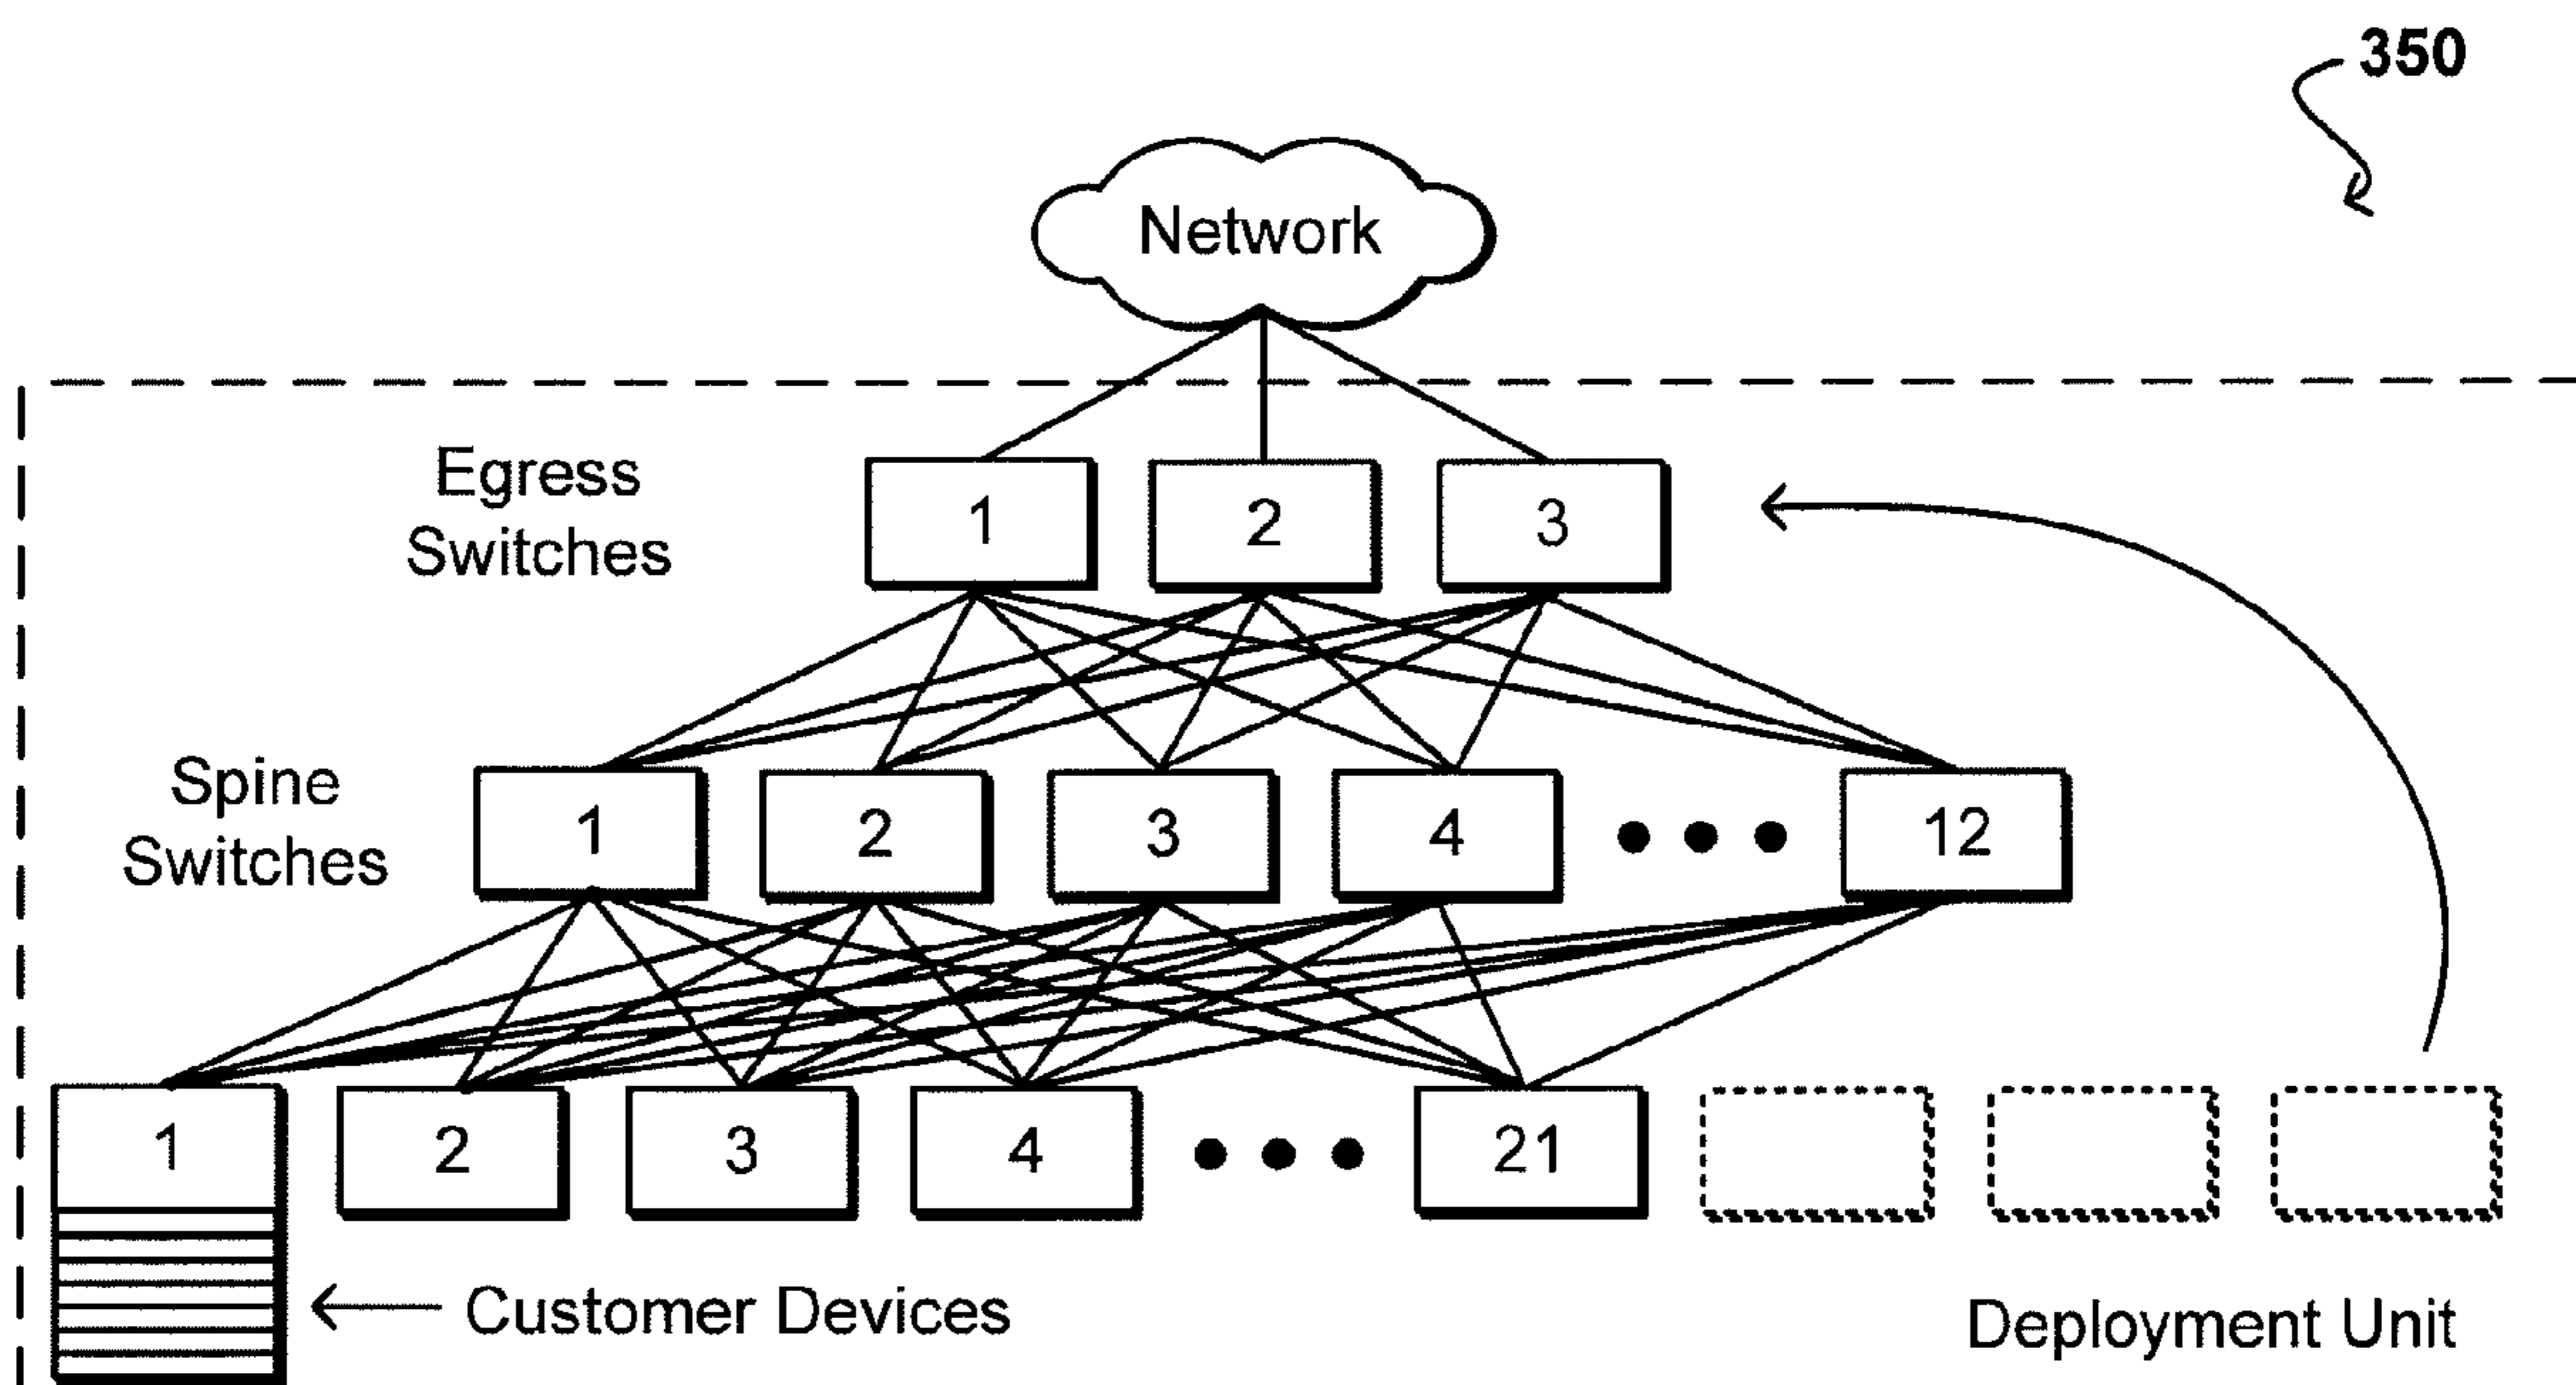 350
Network
Egress
Switches
1 2 3
Spine
Switches
1 2 3 4 12
1 2 3 4 21
Customer Devices
Deployment Unit